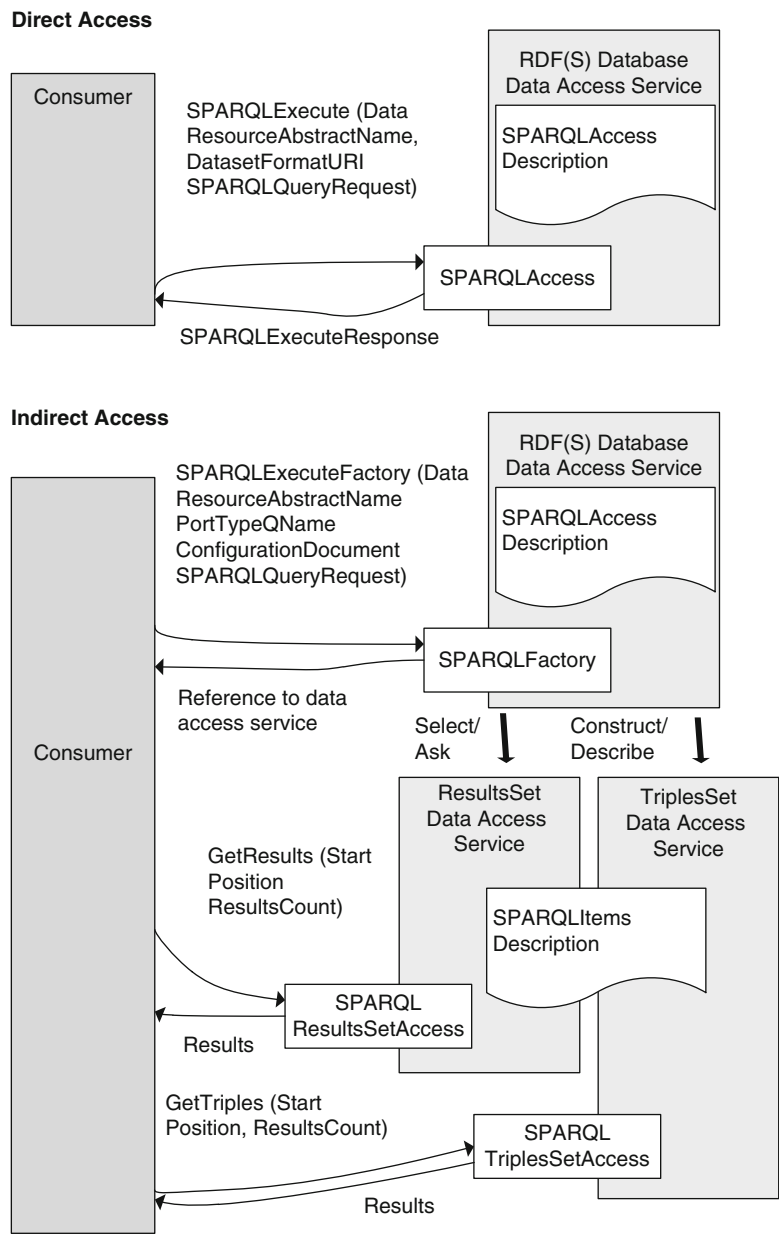 Direct Access
Consumer
SPARQLExecute (Data
ResourceAbstractName,
DatasetFormatURI
SPARQLQueryRequest)
RDF(S) Database
Data Access Service
SPARQLAccess
Description
SPARQLAccess
SPARQLExecuteResponse
Indirect Access
SPARQLExecuteFactory (Data
ResourceAbstractName
PortTypeQName
ConfigurationDocument
SPARQLQueryRequest)
RDF(S) Database
Data Access Service
SPARQLAccess
Description
SPARQLFactory
Reference to data
access service
Consumer
Select/
Ask
Construct/
Describe
ResultsSet
Data Access
Service
TriplesSet
Data Access
Service
GetResults (Start
Position
ResultsCount)
SPARQLItems
Description
SPARQL
ResultsSetAccess
Results
GetTriples (Start
Position, ResultsCount)
SPARQL
TriplesSetAccess
Results